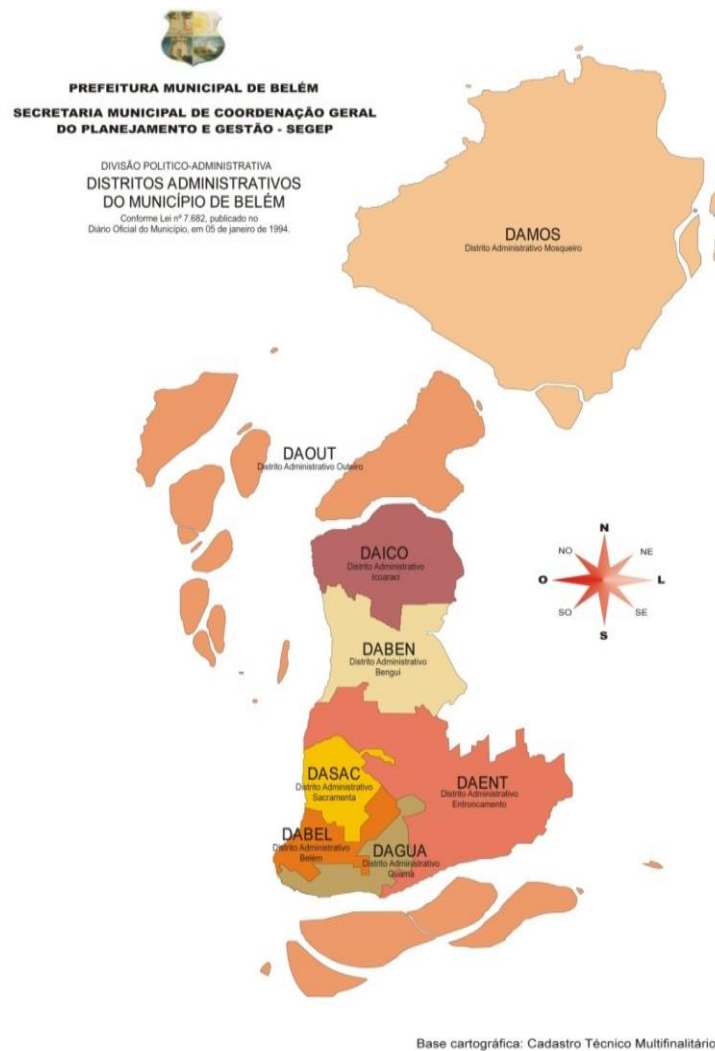 PREFEITURA MUNICIPAL DE BELÉM
SECRETARIA MUNICIPAL DE COORDENAÇÃO GERAL
DO PLANEJAMENTO E GESTÃO - SEGEP
DIVISÃO POLITICO-ADMINISTRATIVA
DISTRITOS ADMINISTRATIVOS
DO MUNICÍPIO DE BELÉM
Conforme Lei nº 7.682, publicado no
Diário Oficial do Município, em 05 de janeiro de 1994.
DAMOS
Distrito Administrativo Mosqueiro
DAOUT
Distrito Administrativo Outeiro
DAICO
Distrito Administrativo
Icoaraci
N
NO
NE
O
L
SO
SE
S
DABEN
Distrito Administrativo
Benguí
DASAC
Distrito Administrativo
Sacramenta
DAENT
Distrito Administrativo
Entroncamento
DABEL
Distrito Administrativo
Belém
DAGUA
Distrito Administrativo
Guamá
Base cartográfica: Cadastro Técnico Multifinalitário